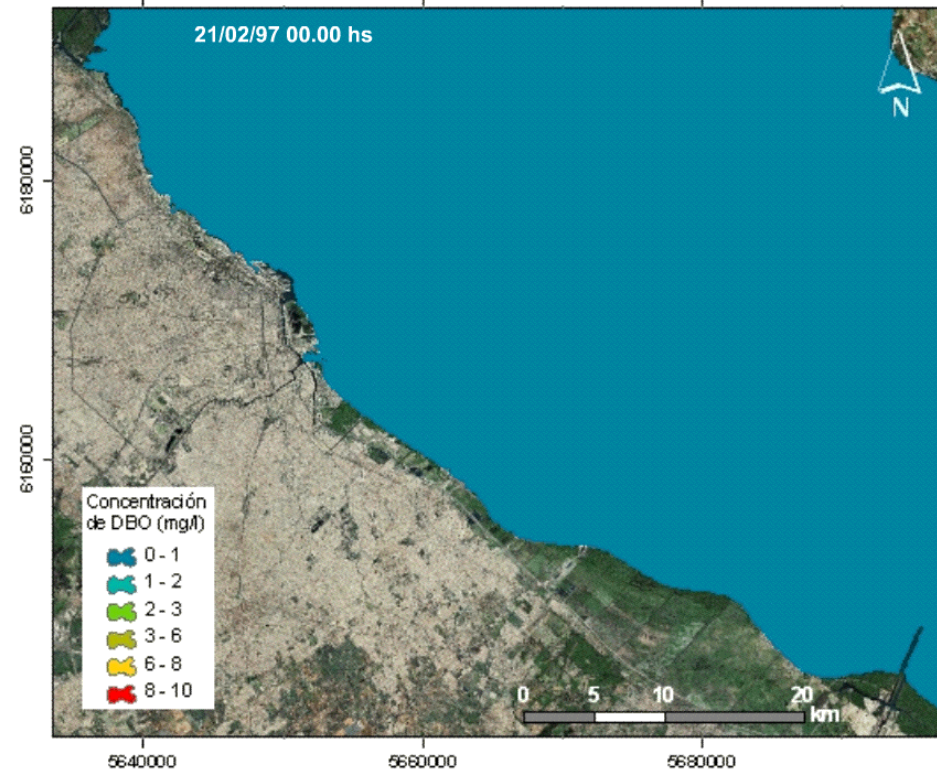 21/02/97 00.00 hs
N
6180000
6160000
Concentración
de DBO (mg/l)
0 - 1
1 - 2
2 - 3
3 - 6
6 - 8
8 - 10
0 5 10 20
km
5640000 5660000 5680000